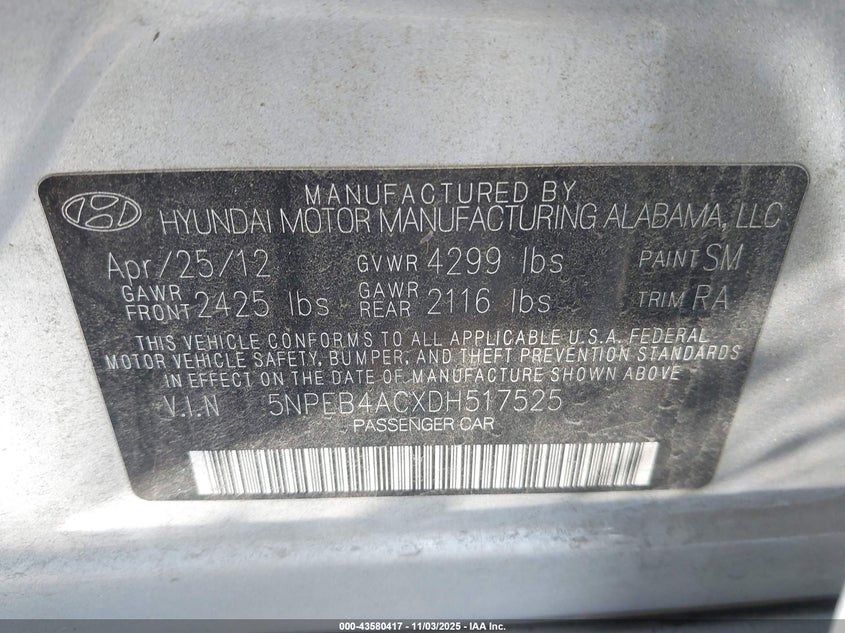 MANUFACTURED BY
HYUNDAI MOTOR MANUFACTURING ALABAMA, LLC
Apr/25/12 GVWR 4299 lbs PAINT SM
GAWR FRONT 2425 lbs GAWR REAR 2116 lbs TRIM RA
THIS VEHICLE CONFORMS TO ALL APPLICABLE U.S.A. FEDERAL
MOTOR VEHICLE SAFETY, BUMPER, AND THEFT PREVENTION STANDARDS
IN EFFECT ON THE DATE OF MANUFACTURE SHOWN ABOVE
V.I.N 5NPEB4ACXDH517525
PASSENGER CAR
000-43580417 - 11/03/2025 - IAA Inc.